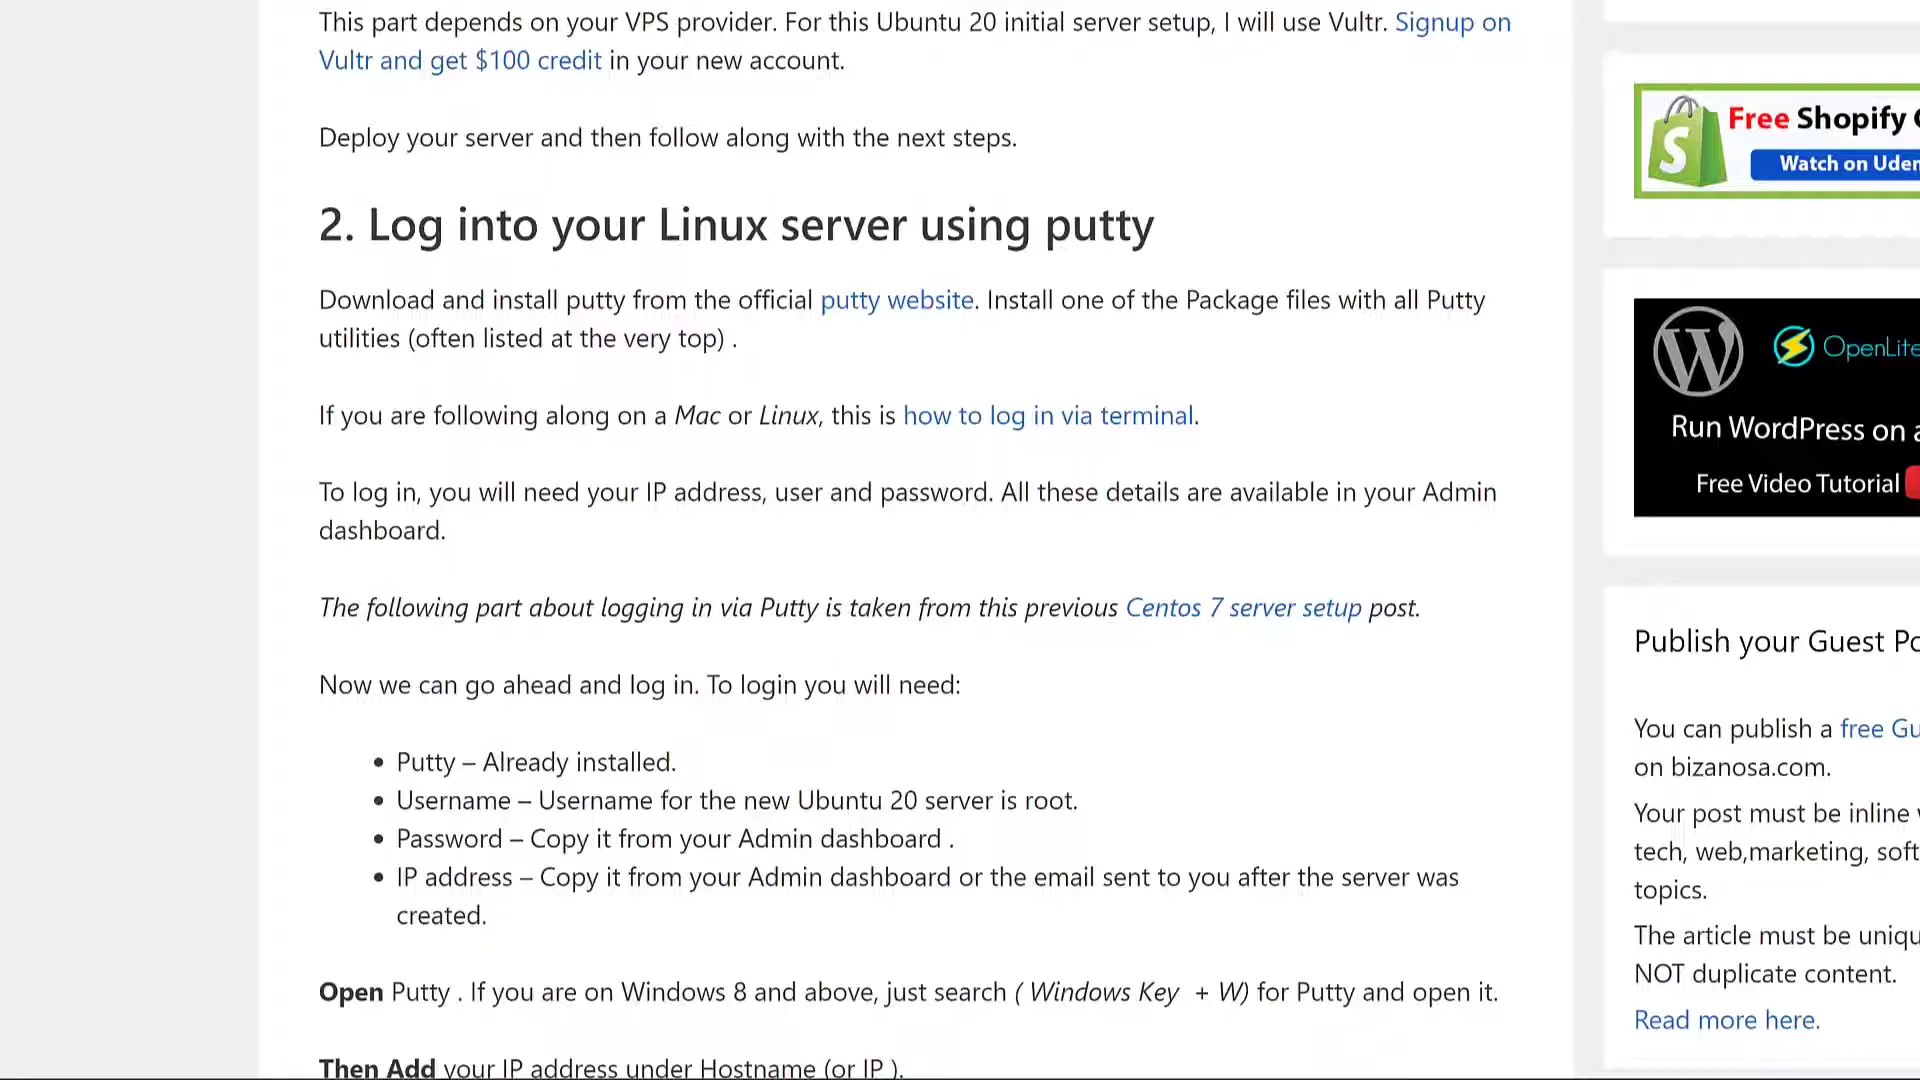 This part depends on your VPS provider. For this Ubuntu 20 initial server setup, I will use Vultr. Signup on
Vultr and get $100 credit in your new account.
Deploy your server and then follow along with the next steps.
2. Log into your Linux server using putty
Download and install putty from the official putty website. Install one of the Package files with all Putty
utilities (often listed at the very top) .
If you are following along on a Mac or Linux, this is how to log in via terminal.
To log in, you will need your IP address, user and password. All these details are available in your Admin
dashboard.
The following part about logging in via Putty is taken from this previous Centos 7 server setup post.
Now we can go ahead and log in. To login you will need:
• Putty – Already installed.
• Username – Username for the new Ubuntu 20 server is root.
• Password – Copy it from your Admin dashboard .
• IP address – Copy it from your Admin dashboard or the email sent to you after the server was
created.
Open Putty . If you are on Windows 8 and above, just search ( Windows Key + W) for Putty and open it.
Then Add your IP address under Hostname (or IP ).
Free Shopify
Watch on
WordPress logo W
OpenLite
Run WordPress on a
Free Video Tutorial
Publish your Guest
You can publish a free
on bizanosa.com.
Your post must be inline
tech, web,marketing,
topics.
The article must be
NOT duplicate content.
Read more here.